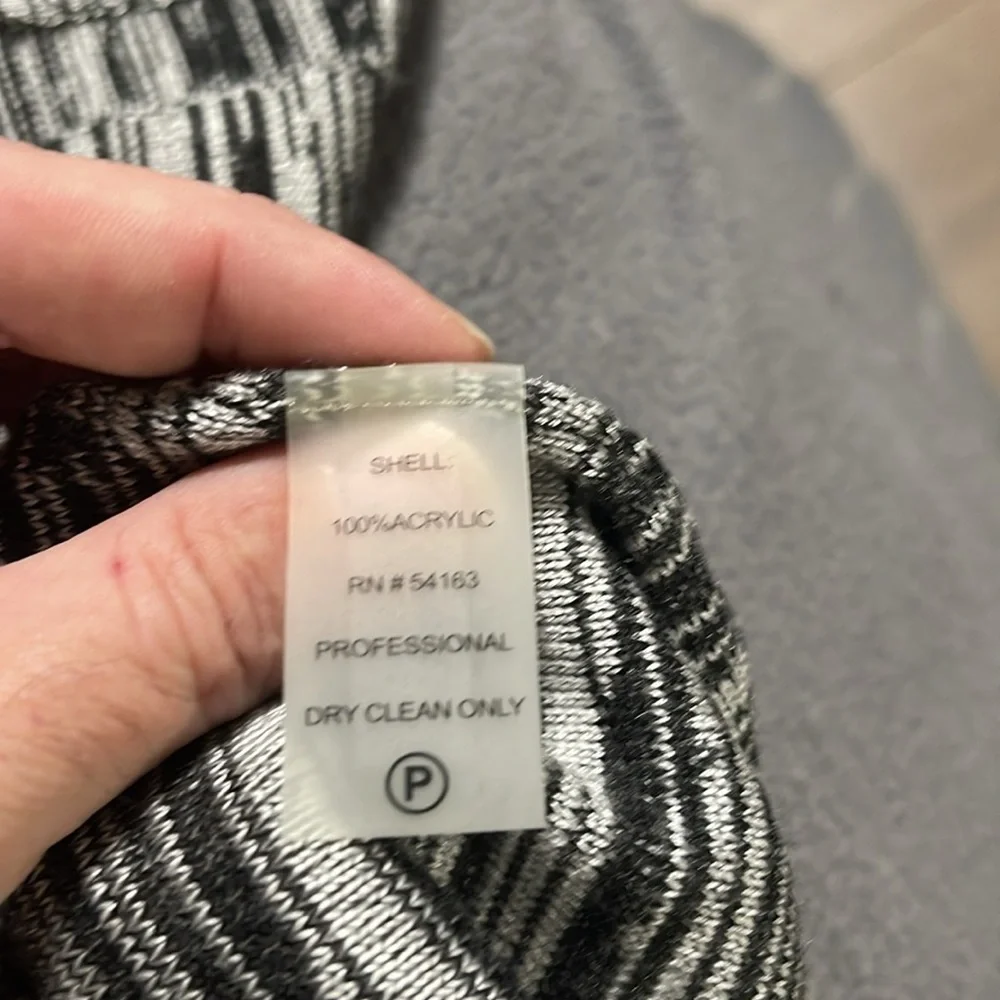 SHELL:
100%ACRYLIC
RN # 54163
PROFESSIONAL
DRY CLEAN ONLY
P